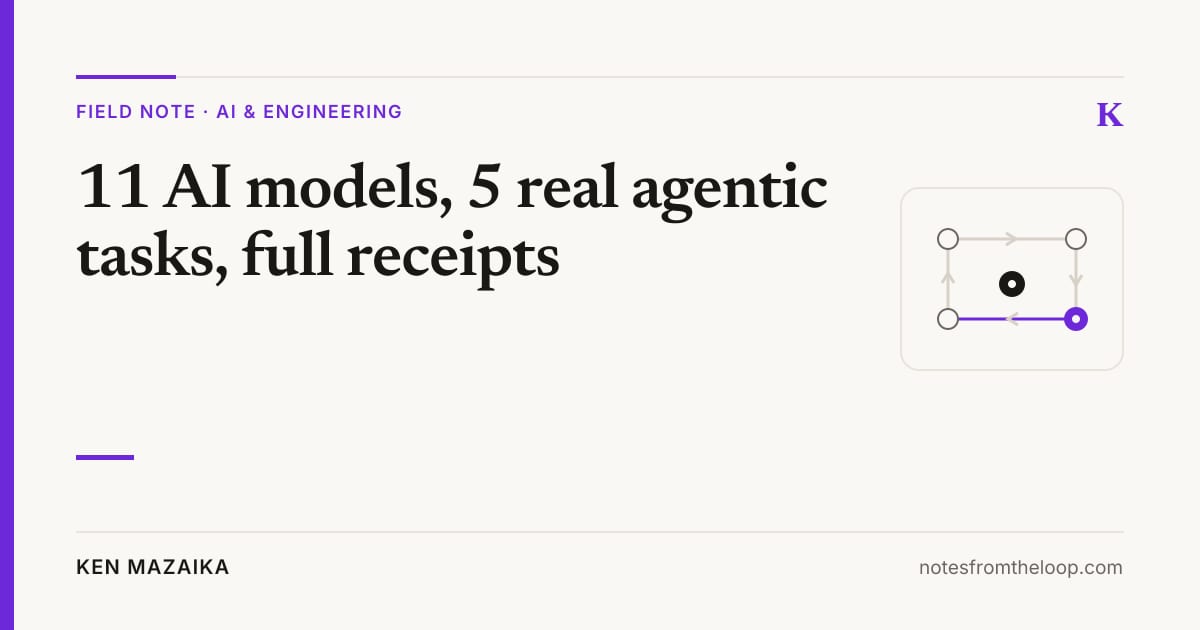 FIELD NOTE · AI & ENGINEERING
K
11 AI models, 5 real agentic
tasks, full receipts
KEN MAZAIKA
notesfromtheloop.com